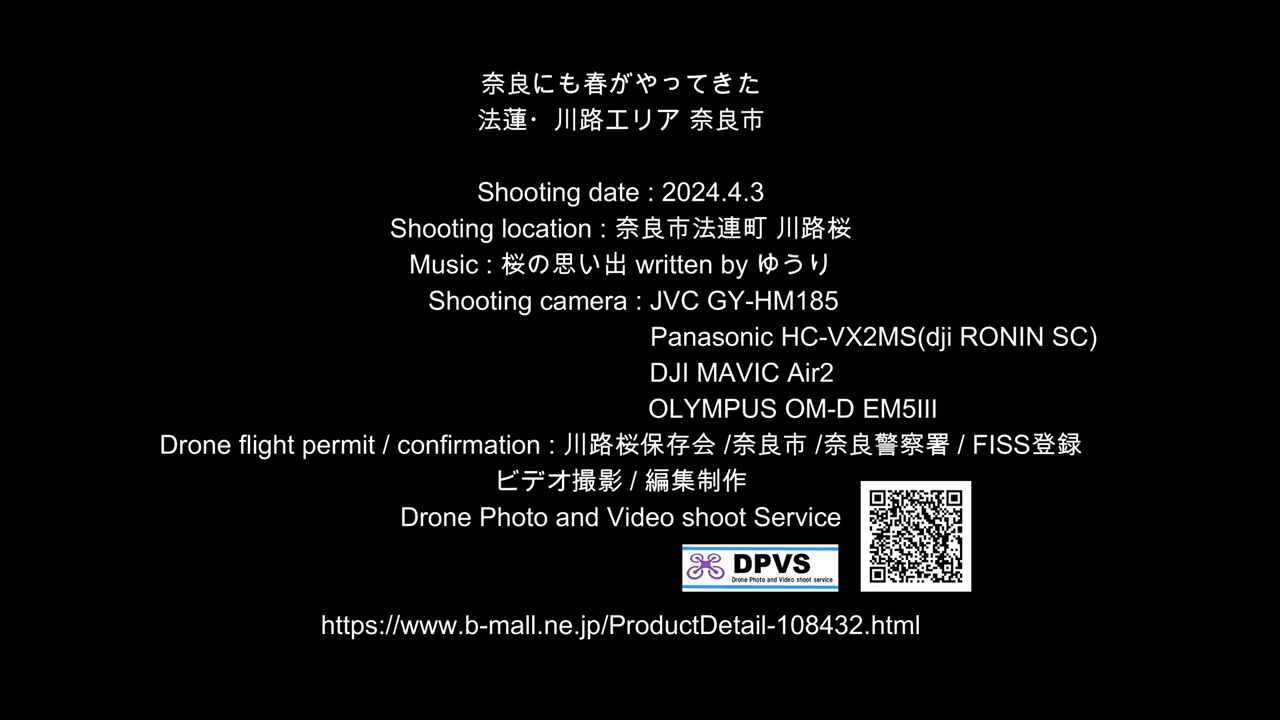 奈良にも春がやってきた
法蓮・ 川路エリア 奈良市
Shooting date : 2024.4.3
Shooting location : 奈良市法連町 川路桜
Music : 桜の思い出 written by ゆうり
Shooting camera : JVC GY-HM185
Panasonic HC-VX2MS(dji RONIN SC)
DJI MAVIC Air2
OLYMPUS OM-D EM5III
Drone flight permit / confirmation : 川路桜保存会 /奈良市 /奈良警察署 / FISS登録
ビデオ撮影 / 編集制作
Drone Photo and Video shoot Service
DPVS
Drone Photo and Video shoot service
https://www.b-mall.ne.jp/ProductDetail-108432.html